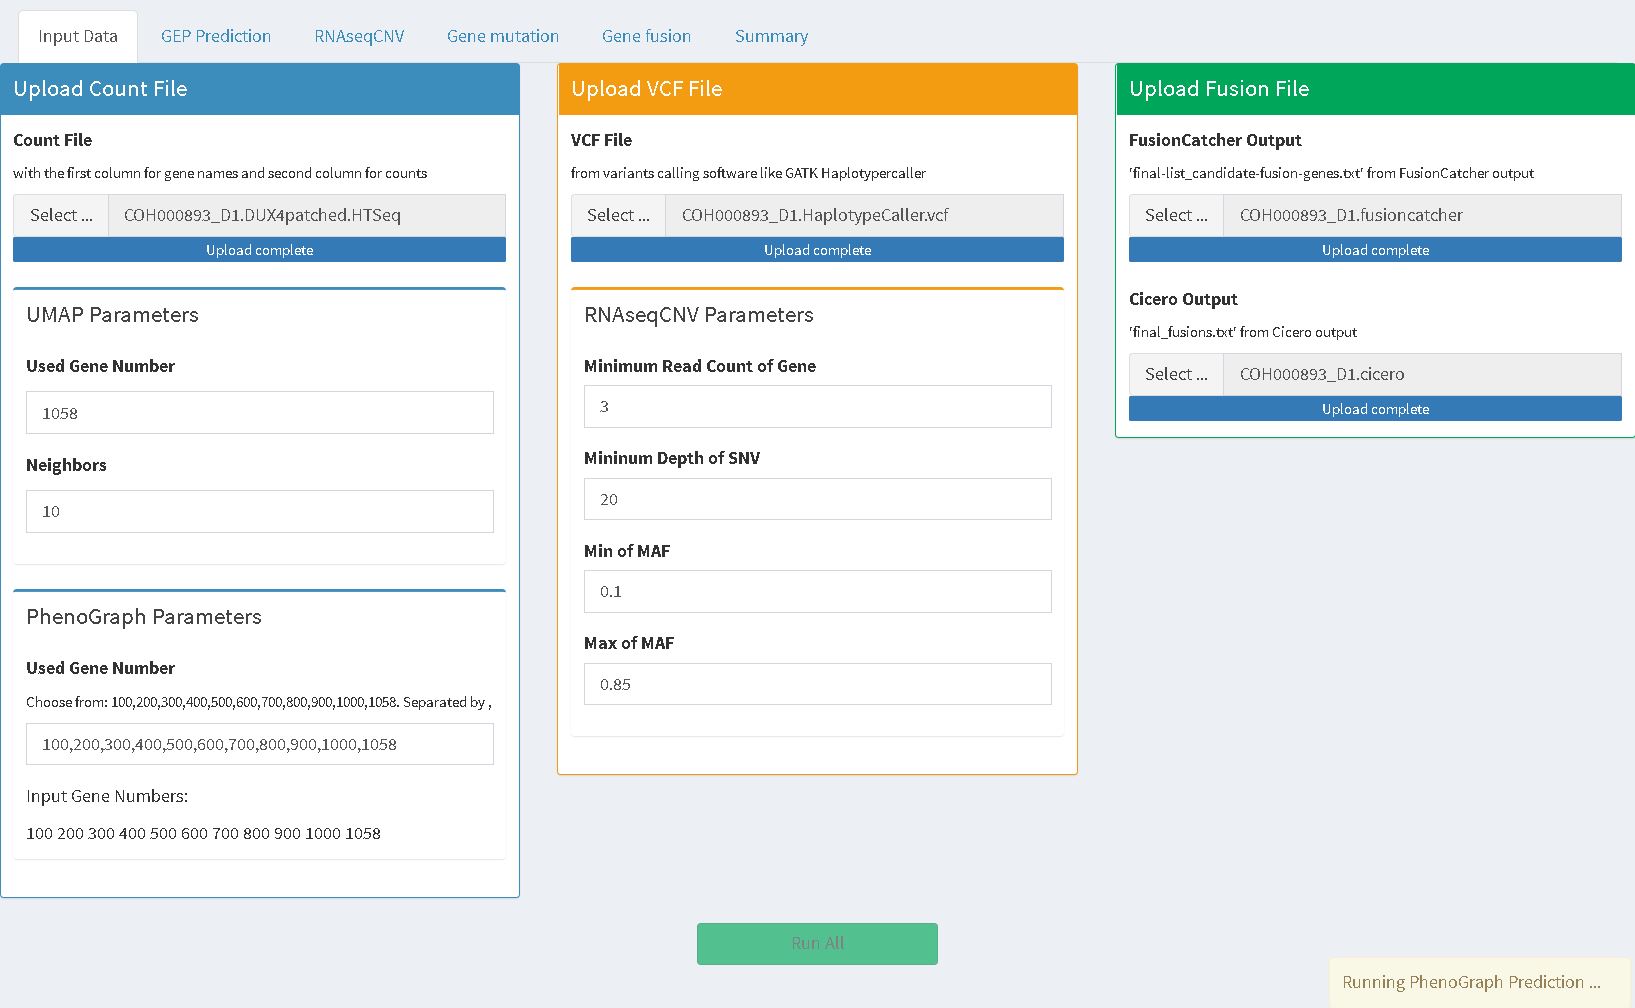 Input Data
GEP Prediction
RNAseqCNV
Gene mutation
Gene fusion
Summary
Upload Count File
Count File
with the first column for gene names and second column for counts
Select ...
COH000893_D1.DUX4patched.HTSeq
Upload complete
UMAP Parameters
Used Gene Number
1058
Neighbors
10
PhenoGraph Parameters
Used Gene Number
Choose from: 100,200,300,400,500,600,700,800,900,1000,1058. Separated by ,
100,200,300,400,500,600,700,800,900,1000,1058
Input Gene Numbers:
100 200 300 400 500 600 700 800 900 1000 1058
Upload VCF File
VCF File
from variants calling software like GATK Haplotypercaller
Select ...
COH000893_D1.HaplotypeCaller.vcf
Upload complete
RNAseqCNV Parameters
Minimum Read Count of Gene
3
Mininum Depth of SNV
20
Min of MAF
0.1
Max of MAF
0.85
Upload Fusion File
FusionCatcher Output
'final-list_candidate-fusion-genes.txt' from FusionCatcher output
Select ...
COH000893_D1.fusioncatcher
Upload complete
Cicero Output
'final_fusions.txt' from Cicero output
Select ...
COH000893_D1.cicero
Upload complete
Run All
Running PhenoGraph Prediction ...